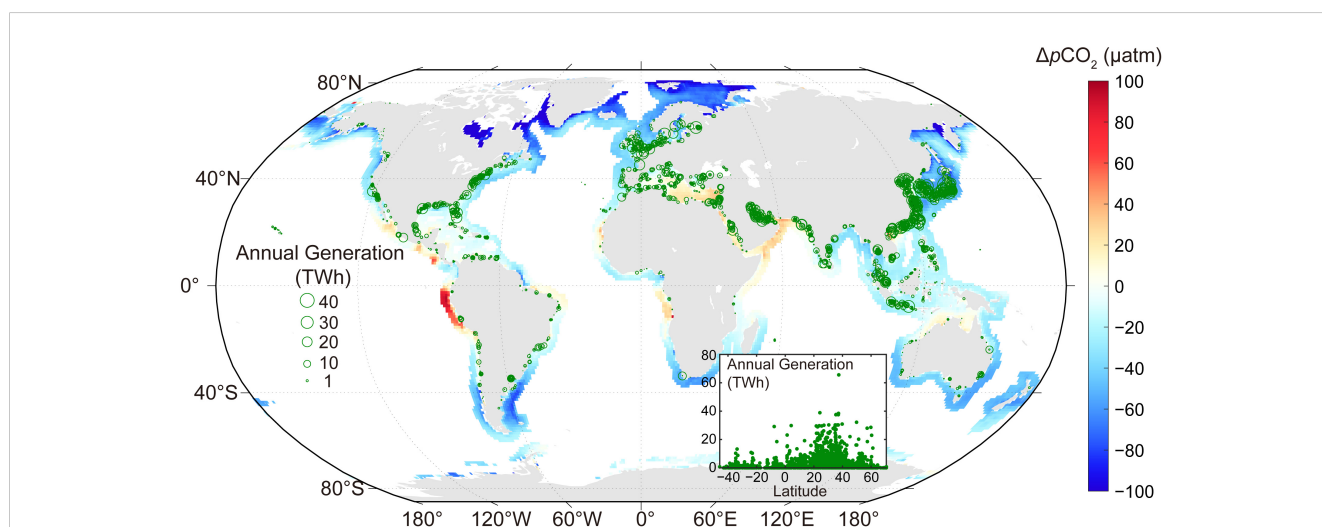 ΔpCO₂ (µatm)
100
80
60
40
20
0
−20
−40
−60
−80
−100
80°N
40°N
0°
40°S
80°S
180°
120°W
60°W
0°
60°E
120°E
180°
Annual Generation
(TWh)
40
30
20
10
1
Annual Generation
(TWh)
80
60
40
20
0
−40
−20
0
20
40
60
Latitude